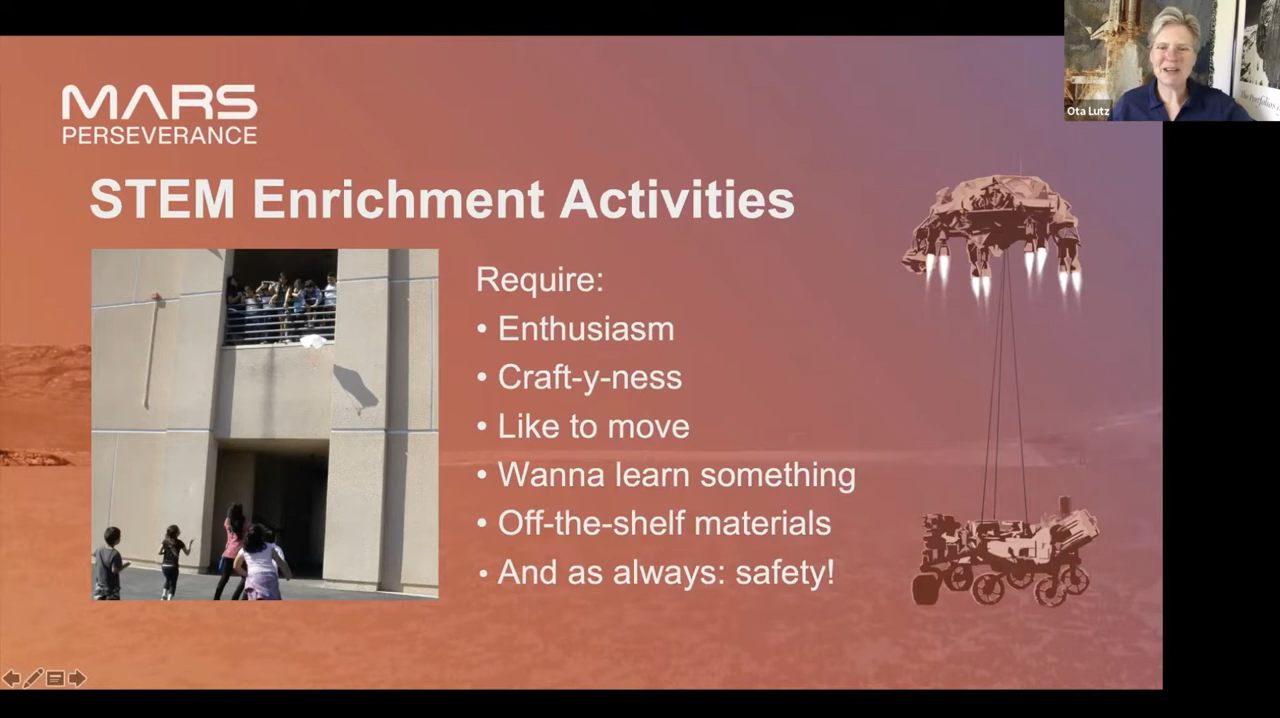 MARS
PERSEVERANCE
STEM Enrichment Activities
Require:
• Enthusiasm
• Craft-y-ness
• Like to move
• Wanna learn something
• Off-the-shelf materials
• And as always: safety!
Ota Lutz